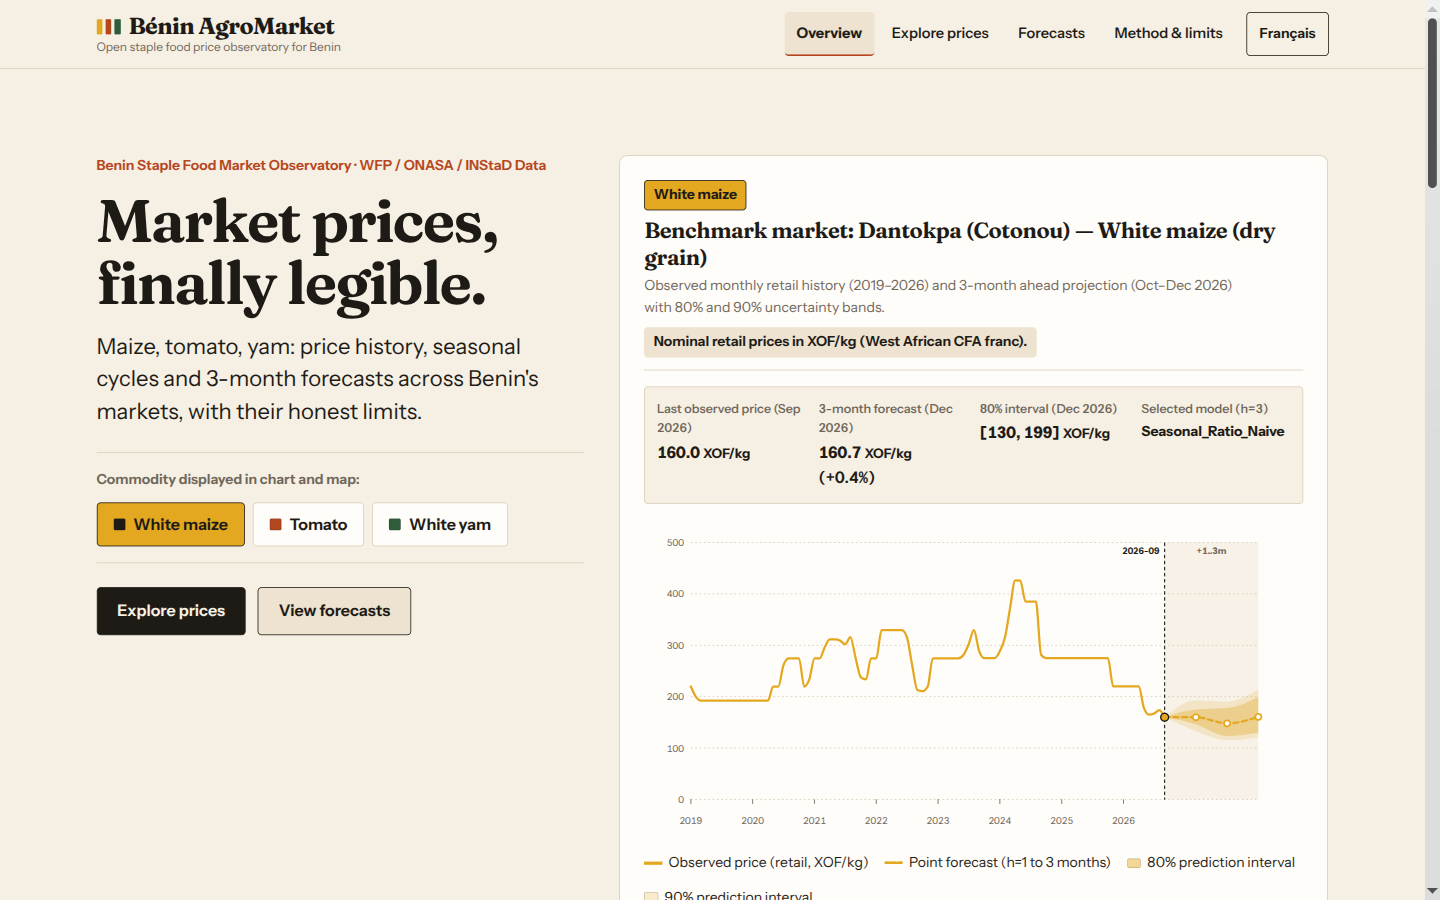 Bénin AgroMarket
Open staple food price observatory for Benin
Overview
Explore prices
Forecasts
Method & limits
Français
Benin Staple Food Market Observatory · WFP / ONASA / INStaD Data
Market prices,
finally legible.
Maize, tomato, yam: price history, seasonal
cycles and 3-month forecasts across Benin's
markets, with their honest limits.
Commodity displayed in chart and map:
White maize
Tomato
White yam
Explore prices
View forecasts
White maize
Benchmark market: Dantokpa (Cotonou) — White maize (dry
grain)
Observed monthly retail history (2019–2026) and 3-month ahead projection (Oct–Dec 2026)
with 80% and 90% uncertainty bands.
Nominal retail prices in XOF/kg (West African CFA franc).
Last observed price (Sep
2026)
160.0 XOF/kg
3-month forecast (Dec
2026)
160.7 XOF/kg
(+0.4%)
80% interval (Dec 2026)
[130, 199] XOF/kg
Selected model (h=3)
Seasonal_Ratio_Naive
500
400
300
200
100
0
2026-09
+1..3m
2019
2020
2021
2022
2023
2024
2025
2026
Observed price (retail, XOF/kg)
Point forecast (h=1 to 3 months)
80% prediction interval
90% prediction interval